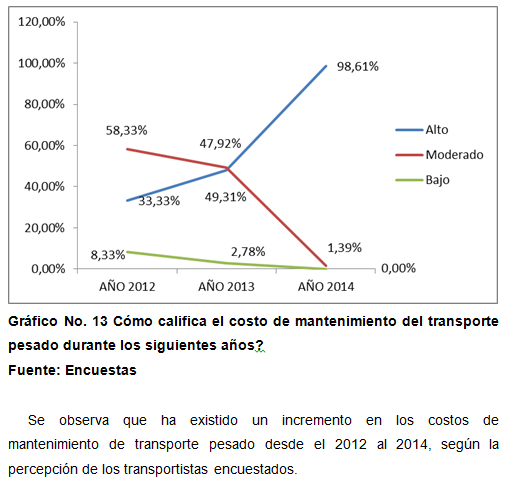 120,00%
100,00%
98,61%
80,00%
58,33%
47,92%
Alto
60,00%
Moderado
40,00%
Bajo
33,33%
49,31%
20,00%
8,33%
2,78%
1,39%
0,00%
0,00%
AÑO 2012 AÑO 2013 AÑO 2014
Gráfico No. 13 Cómo califica el costo de mantenimiento del transporte
pesado durante los siguientes años?
Fuente: Encuestas
Se observa que ha existido un incremento en los costos de
mantenimiento de transporte pesado desde el 2012 al 2014, según la
percepción de los transportistas encuestados.